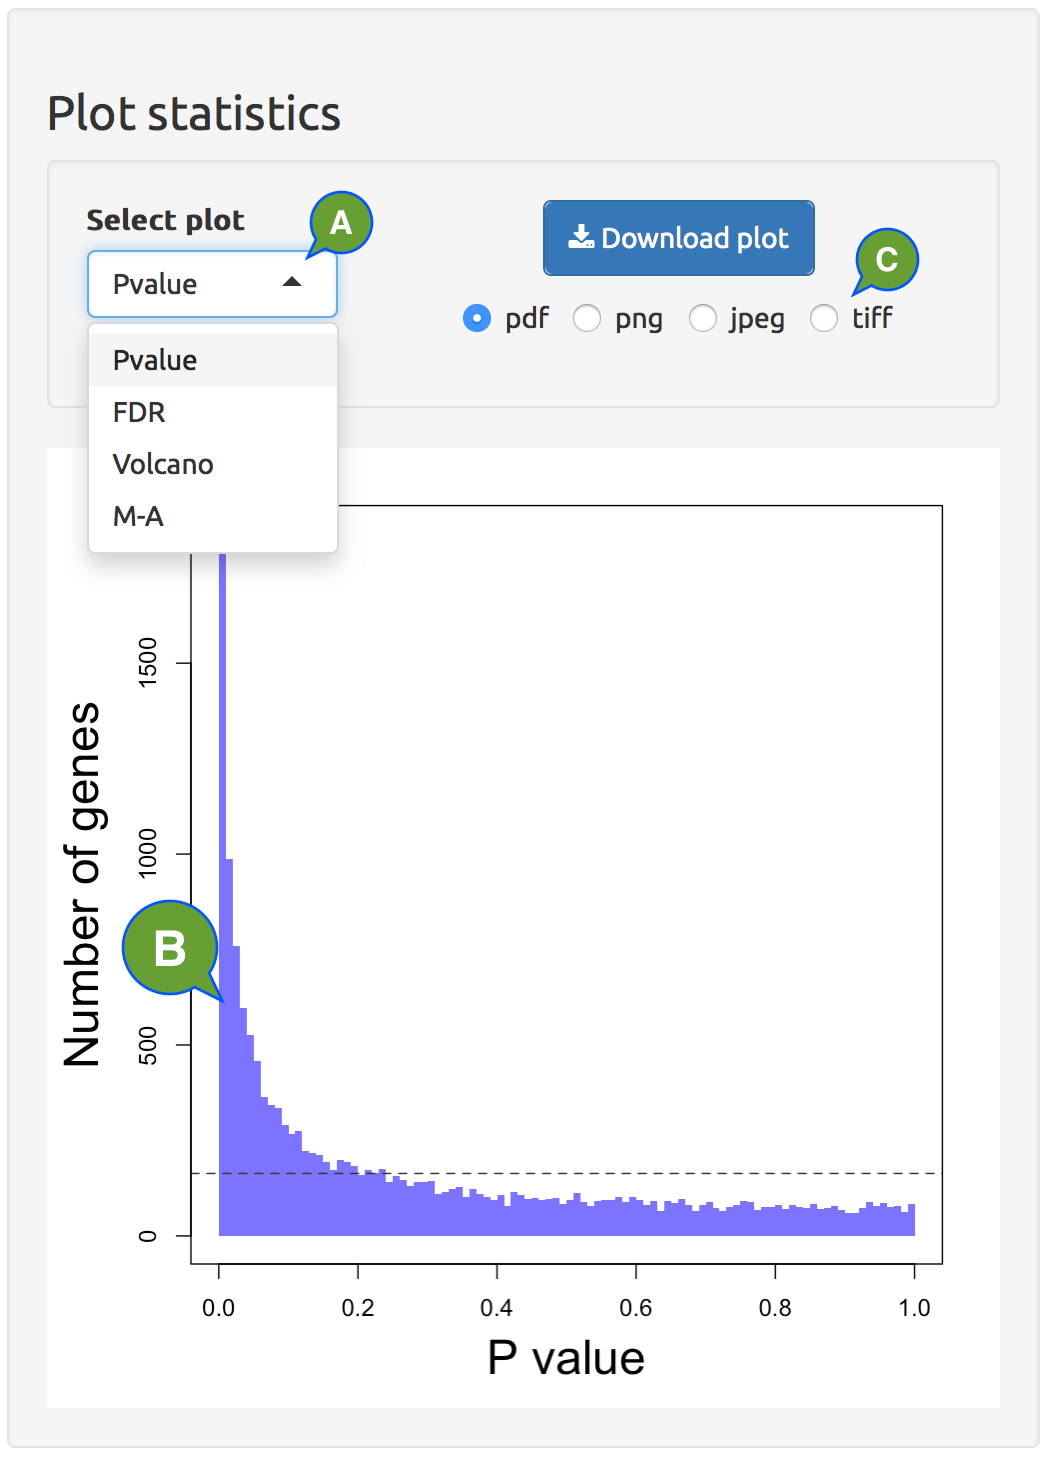 Plot statistics
Select plot
A
Pvalue
Download plot
C
pdf png jpeg tiff
Pvalue
FDR
Volcano
M-A
Number of genes
1500
1000
500
0
B
0.0 0.2 0.4 0.6 0.8 1.0
P value